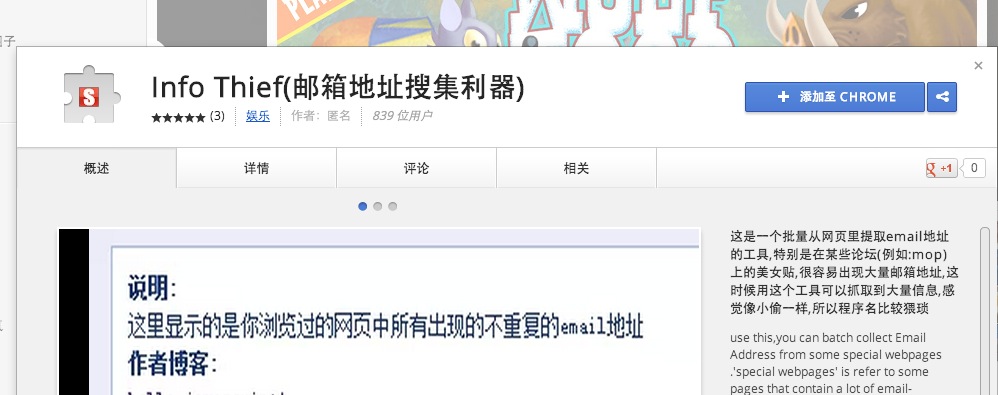 Info Thief(邮箱地址搜集利器)
×
S
★★★★★ (3) 娱乐 作者：匿名 839 位用户
+ 添加至 CHROME
概述 详情 评论 相关
g +1 0
这是一个批量从网页里提取email地址
的工具,特别是在某些论坛(例如:mop)
上的美女贴,很容易出现大量邮箱地址,这
时候用这个工具可以抓取到大量信息,感
觉像小偷一样,所以程序名比较猥琐
说明:
这里显示的是你浏览过的网页中所有出现的不重复的email地址
作者博客:
use this,you can batch collect Email
Address from some special webpages
.'special webpages' is refer to some
pages that contain a lot of email-